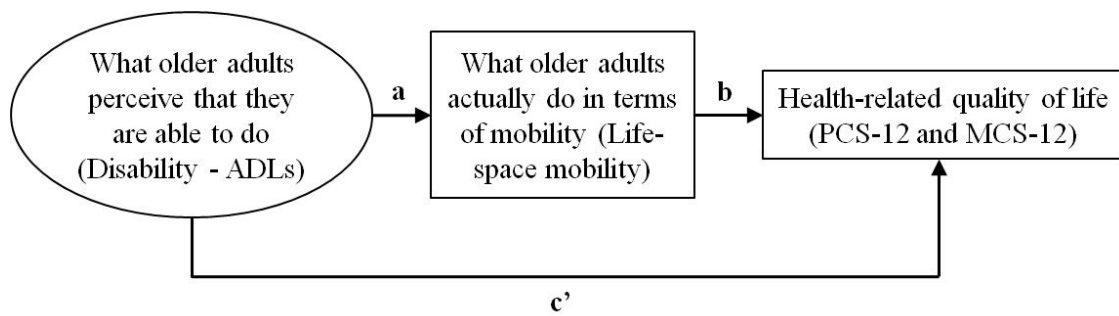 What older adults
perceive that they
are able to do
(Disability - ADLs)
a
What older adults
actually do in terms
of mobility (Life-
space mobility)
b
Health-related quality of life
(PCS-12 and MCS-12)
c’